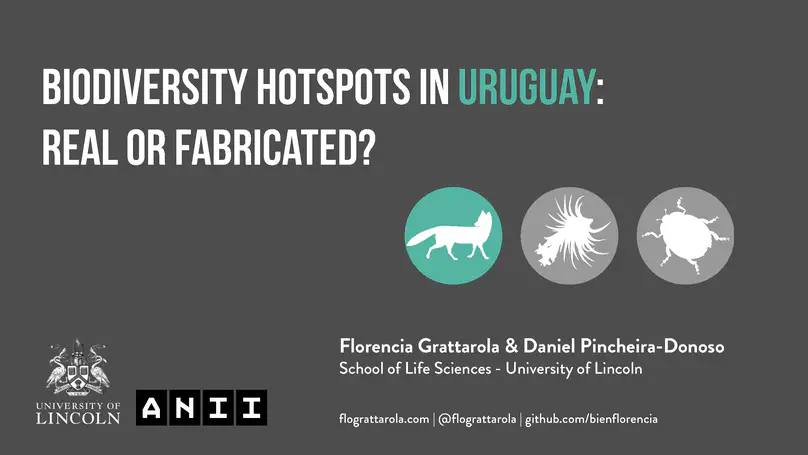 BIODIVERSITY HOTSPOTS IN URUGUAY:
REAL OR FABRICATED?
Florencia Grattarola & Daniel Pincheira-Donoso
School of Life Sciences - University of Lincoln
UNIVERSITY OF
LINCOLN
ANII
flograttarola.com | @flograttarola | github.com/bienflorencia